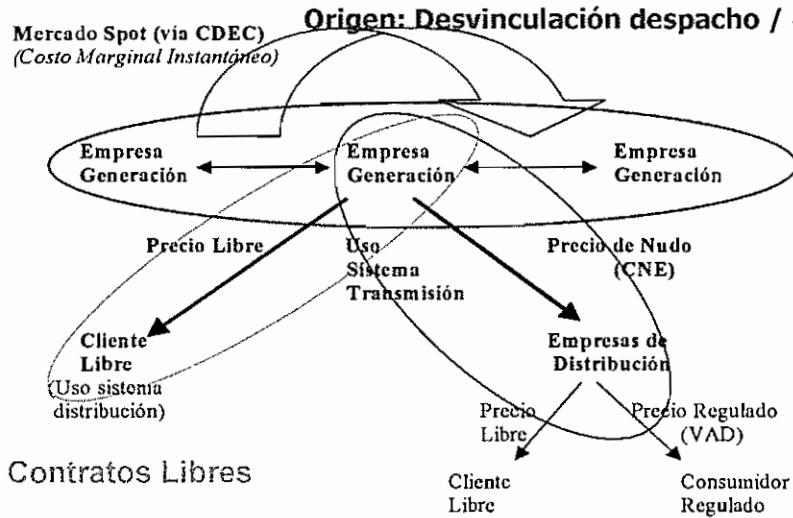 Origen: Desvinculación despacho /
Mercado Spot (via CDEC)
(Costo Marginal Instantáneo)
Empresa
Generación
Empresa
Generación
Empresa
Generación
Precio Libre
Uso
Sistema
Transmisión
Precio de Nudo
(CNE)
Cliente
Libre
(Uso sistema
distribución)
Empresas de
Distribución
Precio
Libre
Precio Regulado
(VAD)
Contratos Libres
Cliente
Libre
Consumidor
Regulado